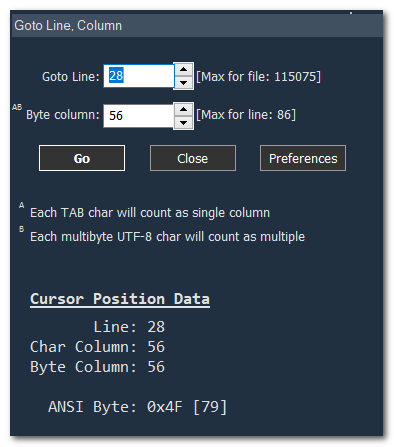 Goto Line, Column
Goto Line: 28 [Max for file: 115075]
AB Byte column: 56 [Max for line: 86]
Go Close Preferences
A Each TAB char will count as single column
B Each multibyte UTF-8 char will count as multiple
Cursor Position Data
Line: 28
Char Column: 56
Byte Column: 56
ANSI Byte: 0x4F [79]